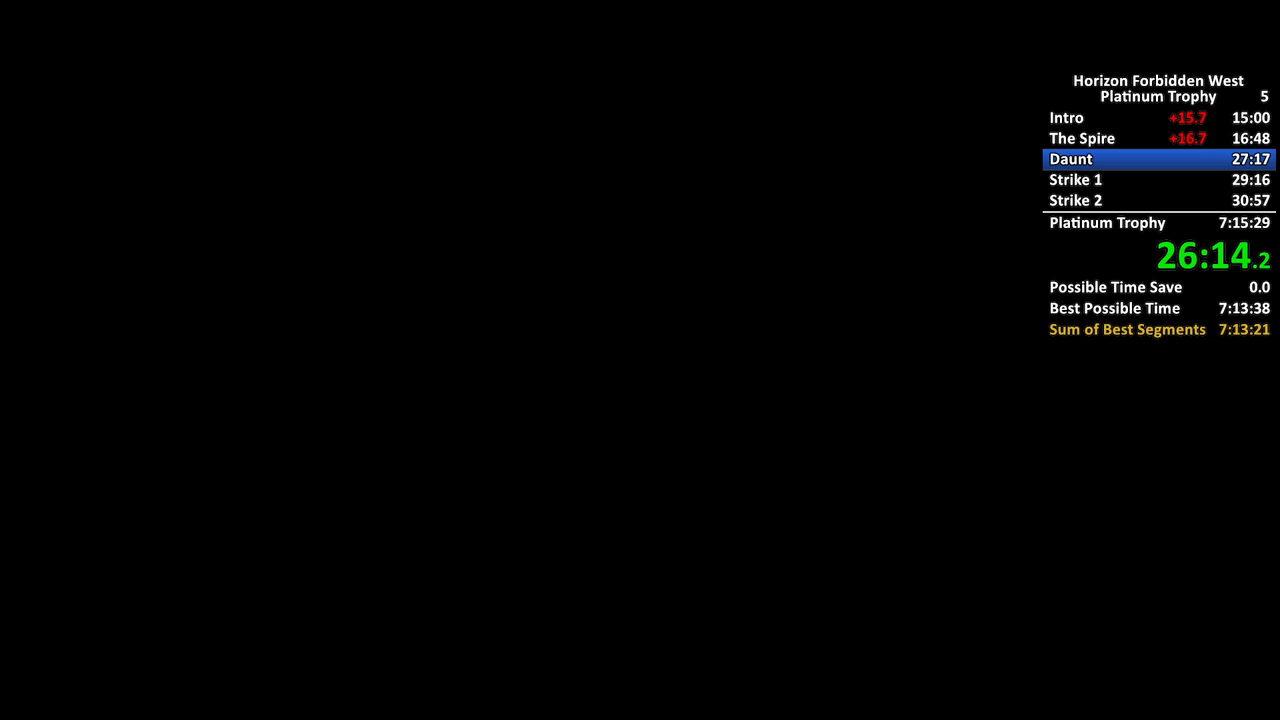 Horizon Forbidden West
Platinum Trophy 5
Intro +15.7 15:00
The Spire +16.7 16:48
Daunt 27:17
Strike 1 29:16
Strike 2 30:57
Platinum Trophy 7:15:29
26:14.2
Possible Time Save 0.0
Best Possible Time 7:13:38
Sum of Best Segments 7:13:21